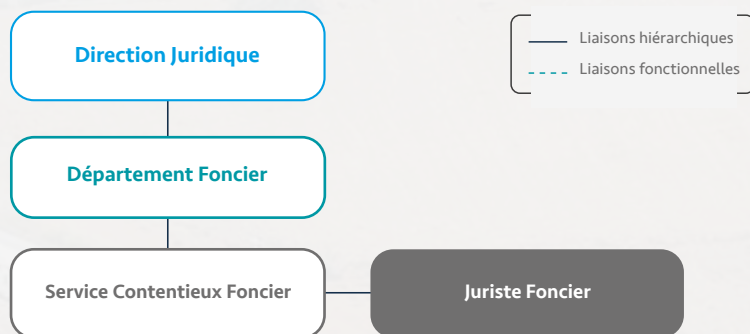 Direction Juridique
Liaisons hiérarchiques
Liaisons fonctionnelles
Département Foncier
Service Contentieux Foncier
Juriste Foncier